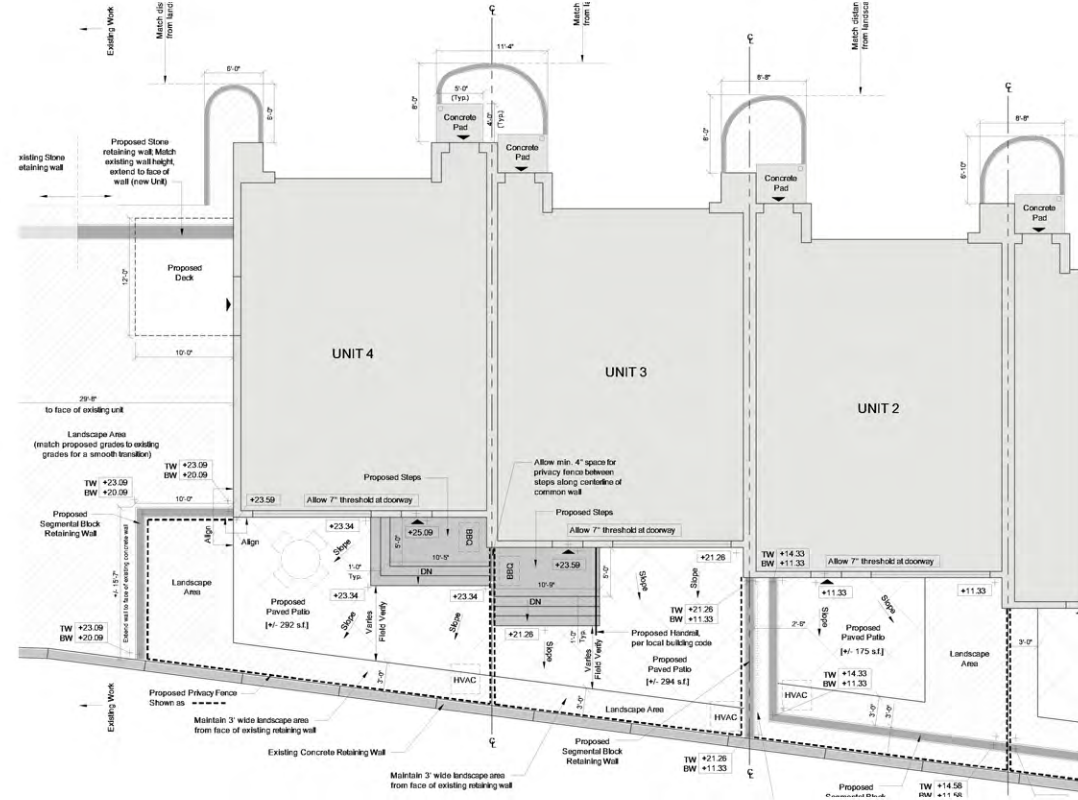 Existing Work
Match dis
from land
Match distan
from landsca
6'-0"
11'-4"
5'-0"
(Typ.)
4'-0"
(Typ.)
Concrete
Pad
Concrete
Pad
6'-0"
Concrete
Pad
6'-10"
Concrete
Pad
xisting Stone
etaining wall
Proposed Stone
retaining wall; Match
existing wall height,
extend to face of
wall (new Unit)
Proposed
Deck
12'-0"
10'-0"
UNIT 4
UNIT 3
UNIT 2
to face of existing unit
Landscape Area
(match proposed grades to existing
grades for a smooth transition)
TW +23.09
BW +20.09
TW +23.09
BW +20.09
10'-0"
Proposed
Segmental Block
Retaining Wall
Align
Align
+23.59
Allow 7" threshold at doorway
Proposed Steps
Allow min. 4" space for
privacy fence between
steps along centerline of
common wall
Proposed Steps
Allow 7" threshold at doorway
+23.34
Slope
+25.09
5'-0"
10'-5"
BBQ
DN
1'-0"
Typ.
BBQ
+23.59
10'-9"
DN
5'-0"
+21.26
Slope
Slope
TW +14.33
BW +11.33
Allow 7" threshold at doorway
+11.33
+11.33
Extend wall to face of existing concrete wall
+/- 15'-7"
Landscape
Area
Proposed
Paved Patio
[+/- 292 s.f.]
+23.34
Slope
Varies
Field Verify
+23.34
Slope
+21.26
Slope
1'-0"
Typ.
Varies
Field Verify
TW +21.26
BW +11.33
Proposed Handrail,
per local building code
Proposed
Paved Patio
[+/- 294 s.f.]
2'-6"
Slope
Slope
Proposed
Paved Patio
[+/- 175 s.f.]
Landscape
Area
3'-0"
TW +23.09
BW +20.09
Existing Work
Proposed Privacy Fence
Shown as
Maintain 3' wide landscape area
from face of existing retaining wall
Existing Concrete Retaining Wall
3'-0"
HVAC
Maintain 3' wide landscape area
from face of existing retaining wall
3'-0"
Landscape Area
HVAC
Proposed
Segmental Block
Retaining Wall
TW +21.26
BW +11.33
TW +14.33
BW +11.33
HVAC
3'-0"
3'-0"
Proposed
TW +14.58
BW +11.58